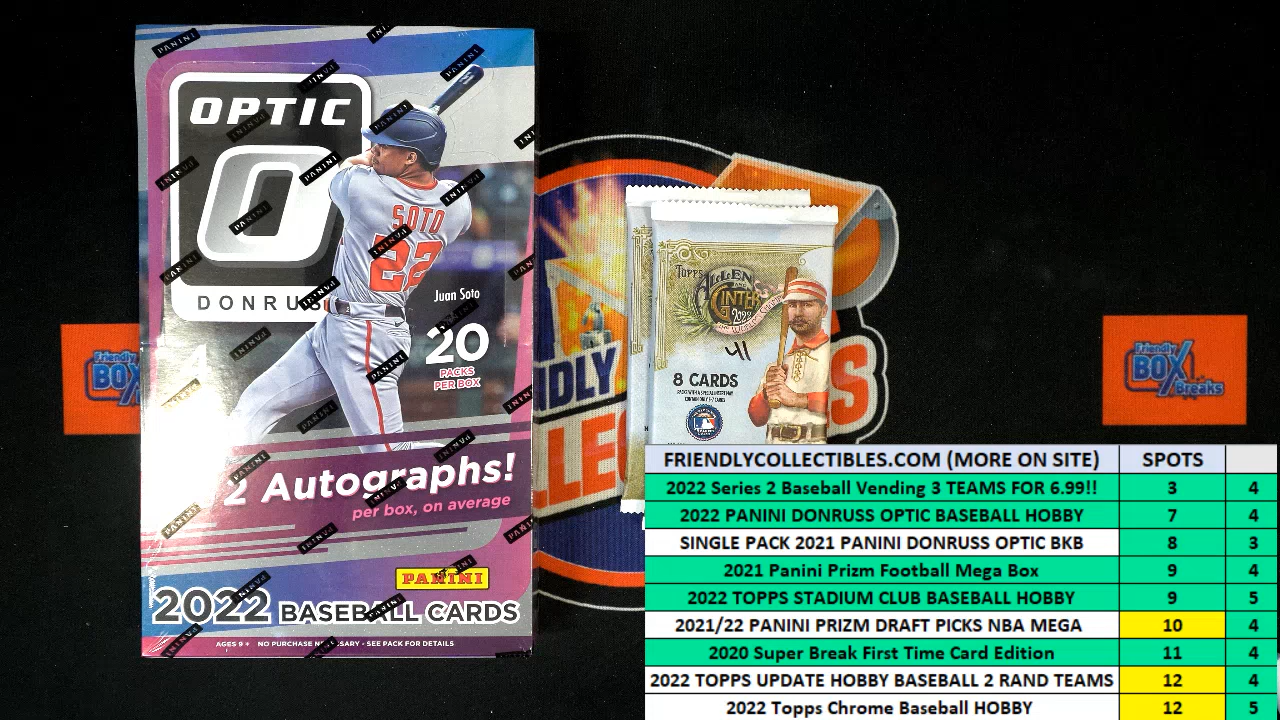 OPTIC
DONRUSS
SOTO
22
Juan Soto
20
PACKS
PER BOX
2 Autographs!
per box, on average
PANINI
2022 BASEBALL CARDS
AGES 9+ NO PURCHASE NECESSARY - SEE PACK FOR DETAILS
Friendly
BOX
TOPPS
ALLEN
AND
GINTER
2022
41
8 CARDS
NDLY
LLE
S
Friendly
BOX
Breaks
FRIENDLYCOLLECTIBLES.COM (MORE ON SITE) SPOTS
2022 Series 2 Baseball Vending 3 TEAMS FOR 6.99!! 3 4
2022 PANINI DONRUSS OPTIC BASEBALL HOBBY 7 4
SINGLE PACK 2021 PANINI DONRUSS OPTIC BKB 8 3
2021 Panini Prizm Football Mega Box 9 4
2022 TOPPS STADIUM CLUB BASEBALL HOBBY 9 5
2021/22 PANINI PRIZM DRAFT PICKS NBA MEGA 10 4
2020 Super Break First Time Card Edition 11 4
2022 TOPPS UPDATE HOBBY BASEBALL 2 RAND TEAMS 12 4
2022 Topps Chrome Baseball HOBBY 12 5